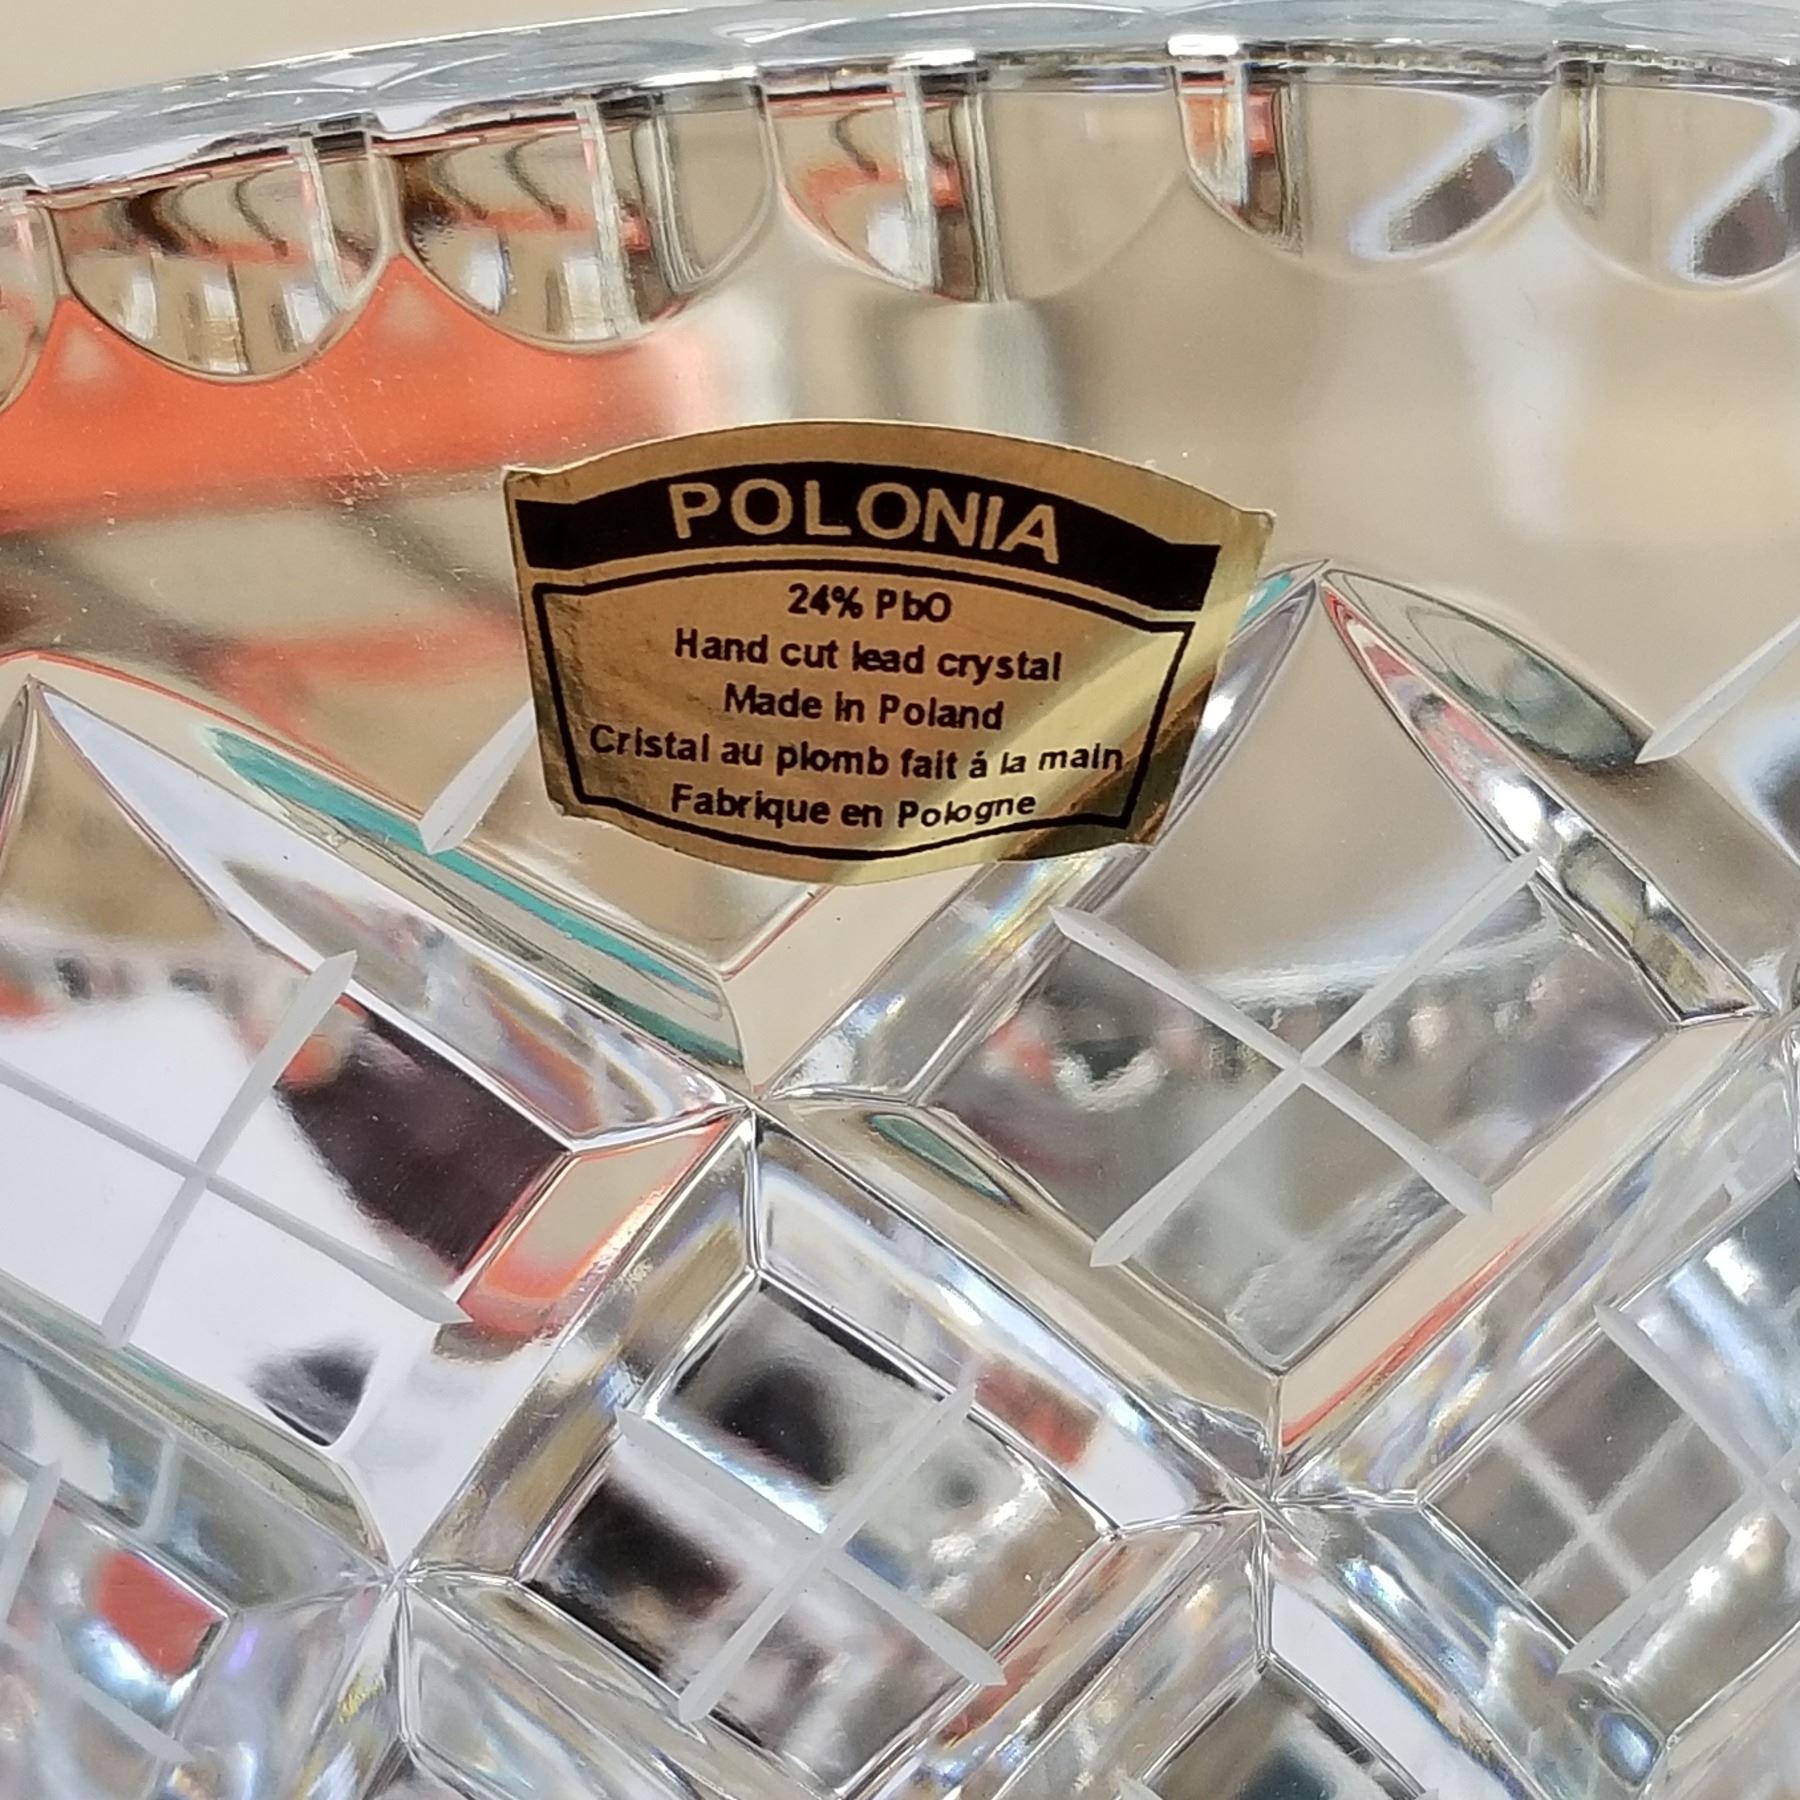 POLONIA
24% PbO
Hand cut lead crystal
Made in Poland
Cristal au plomb fait á la main
Fabrique en Pologne